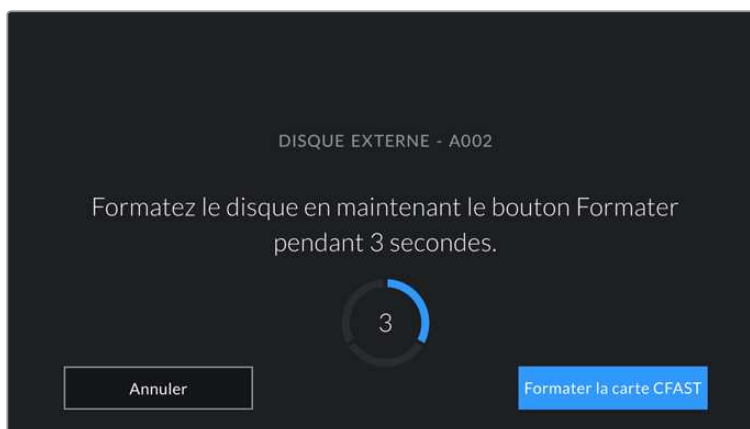 DISQUE EXTERNE - A002
Formatez le disque en maintenant le bouton Formater
pendant 3 secondes.
3
Annuler
Formater la carte CFAST